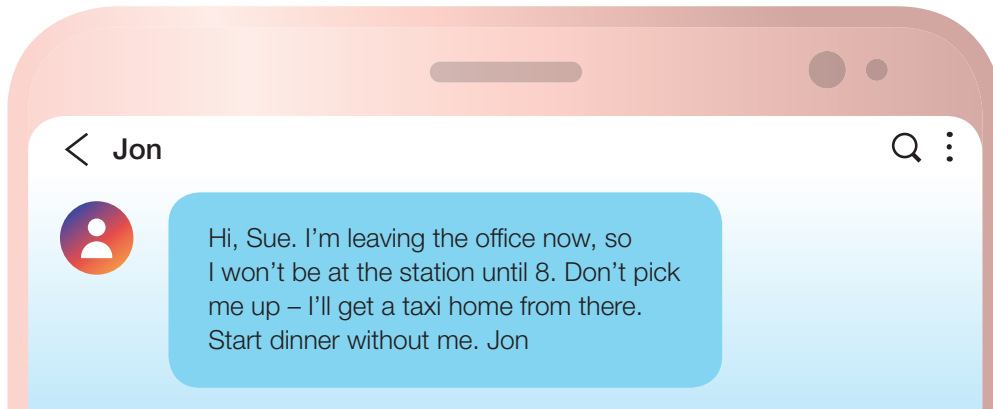 Jon
Hi, Sue. I’m leaving the office now, so
I won’t be at the station until 8. Don’t pick
me up – I’ll get a taxi home from there.
Start dinner without me. Jon